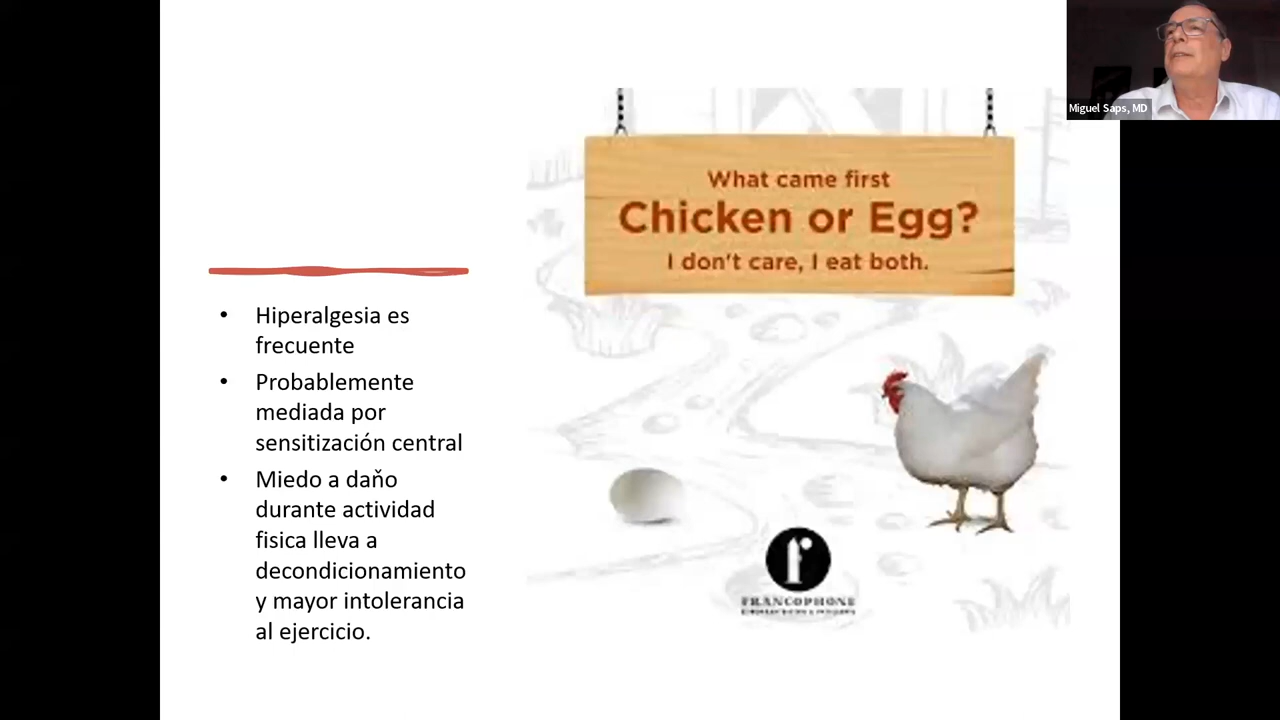 Miguel Saps, MD
What came first
Chicken or Egg?
I don't care, I eat both.
• Hiperalgesia es
frecuente
• Probablemente
mediada por
sensitización central
• Miedo a daňo
durante actividad
fisica lleva a
decondicionamiento
y mayor intolerancia
al ejercicio.
FRANCOPHONE